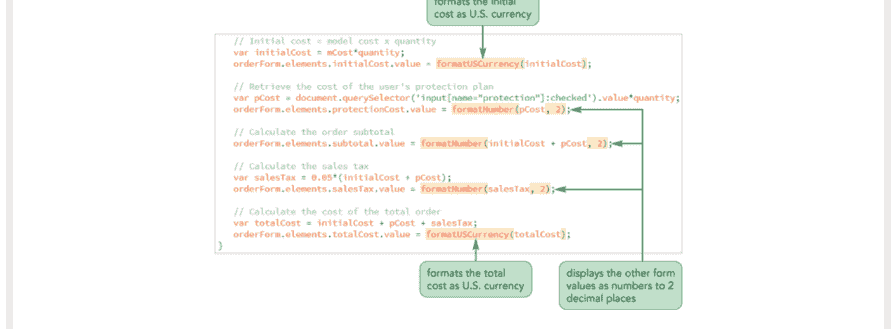 formats the initial
cost as U.S. currency
// Initial cost = model cost x quantity
var initialCost = mCost*quantity;
orderForm.elements.initialCost.value = formatUSCurrency(initialCost);
// Retrieve the cost of the user's protection plan
var pCost = document.querySelector('input[name="protection"]:checked').value*quantity;
orderForm.elements.protectionCost.value = formatNumber(pCost, 2);
// Calculate the order subtotal
orderForm.elements.subtotal.value = formatNumber(initialCost + pCost, 2);
// Calculate the sales tax
var salesTax = 0.05*(initialCost + pCost);
orderForm.elements.salesTax.value = formatNumber(salesTax, 2);
// Calculate the cost of the total order
var totalCost = initialCost + pCost + salesTax;
orderForm.elements.totalCost.value = formatUSCurrency(totalCost);
}
formats the total
cost as U.S. currency
displays the other form
values as numbers to 2
decimal places